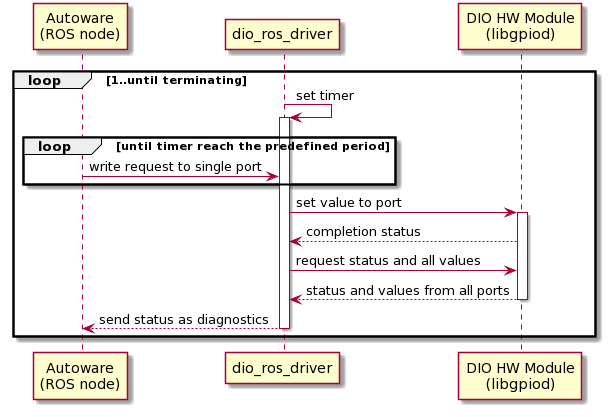 Autoware
(ROS node)
dio_ros_driver
DIO HW Module
(libgpiod)
loop [1..until terminating]
set timer
loop [until timer reach the predefined period]
write request to single port
set value to port
completion status
request status and all values
status and values from all ports
send status as diagnostics
Autoware
(ROS node)
dio_ros_driver
DIO HW Module
(libgpiod)